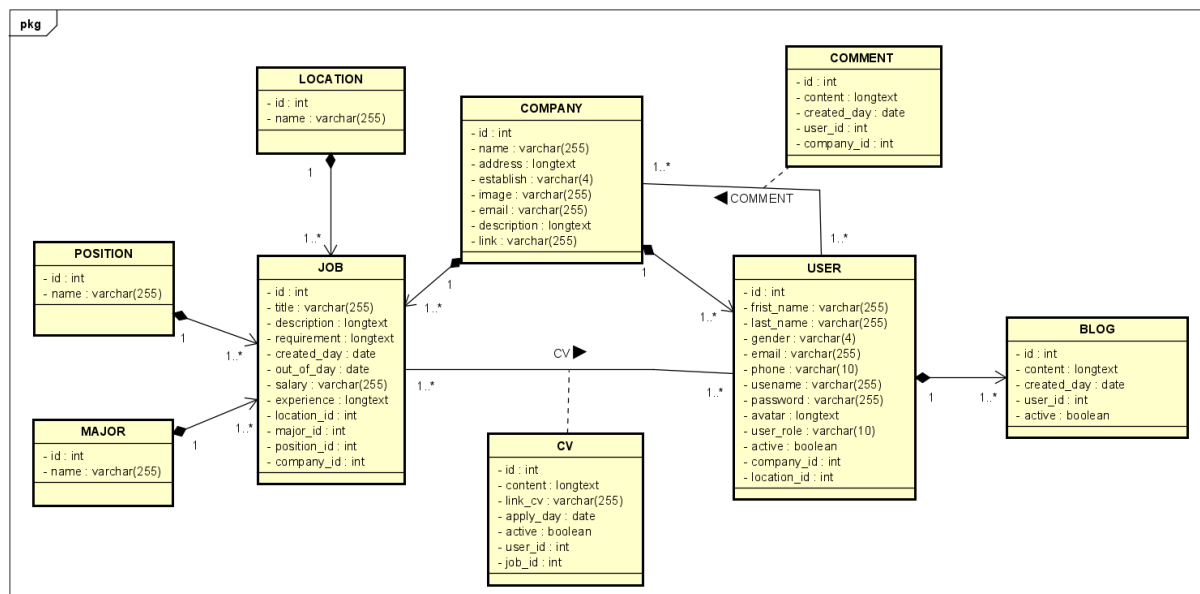 pkg
LOCATION
- id : int
- name : varchar(255)
1
1..*
COMPANY
- id : int
- name : varchar(255)
- address : longtext
- establish : varchar(4)
- image : varchar(255)
- email : varchar(255)
- description : longtext
- link : varchar(255)
1
1..*
1
1..*
COMMENT
- id : int
- content : longtext
- created_day : date
- user_id : int
- company_id : int
1..*
◀ COMMENT
1..*
POSITION
- id : int
- name : varchar(255)
1
1..*
MAJOR
- id : int
- name : varchar(255)
1
1..*
JOB
- id : int
- title : varchar(255)
- description : longtext
- requirement : longtext
- created_day : date
- out_of_day : date
- salary : varchar(255)
- experience : longtext
- location_id : int
- major_id : int
- position_id : int
- company_id : int
CV ▶
1..*
1..*
CV
- id : int
- content : longtext
- link_cv : varchar(255)
- apply_day : date
- active : boolean
- user_id : int
- job_id : int
USER
- id : int
- frist_name : varchar(255)
- last_name : varchar(255)
- gender : varchar(4)
- email : varchar(255)
- phone : varchar(10)
- usename : varchar(255)
- password : varchar(255)
- avatar : longtext
- user_role : varchar(10)
- active : boolean
- company_id : int
- location_id : int
1
1..*
BLOG
- id : int
- content : longtext
- created_day : date
- user_id : int
- active : boolean